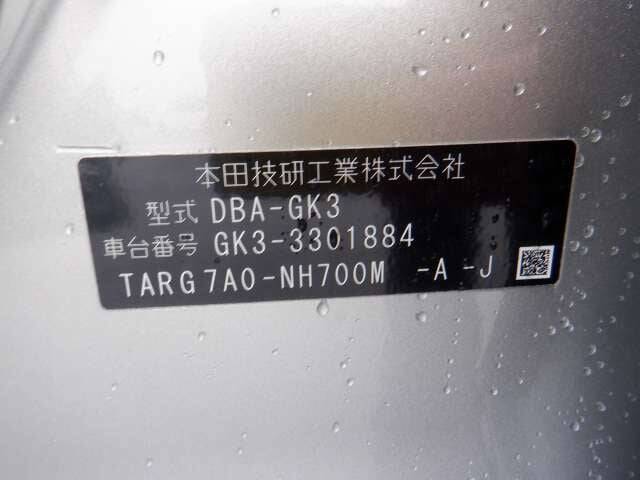 本田技研工業株式会社
型式 DBA-GK3
車台番号 GK3-3301884
TARG7A0-NH700M -A-J